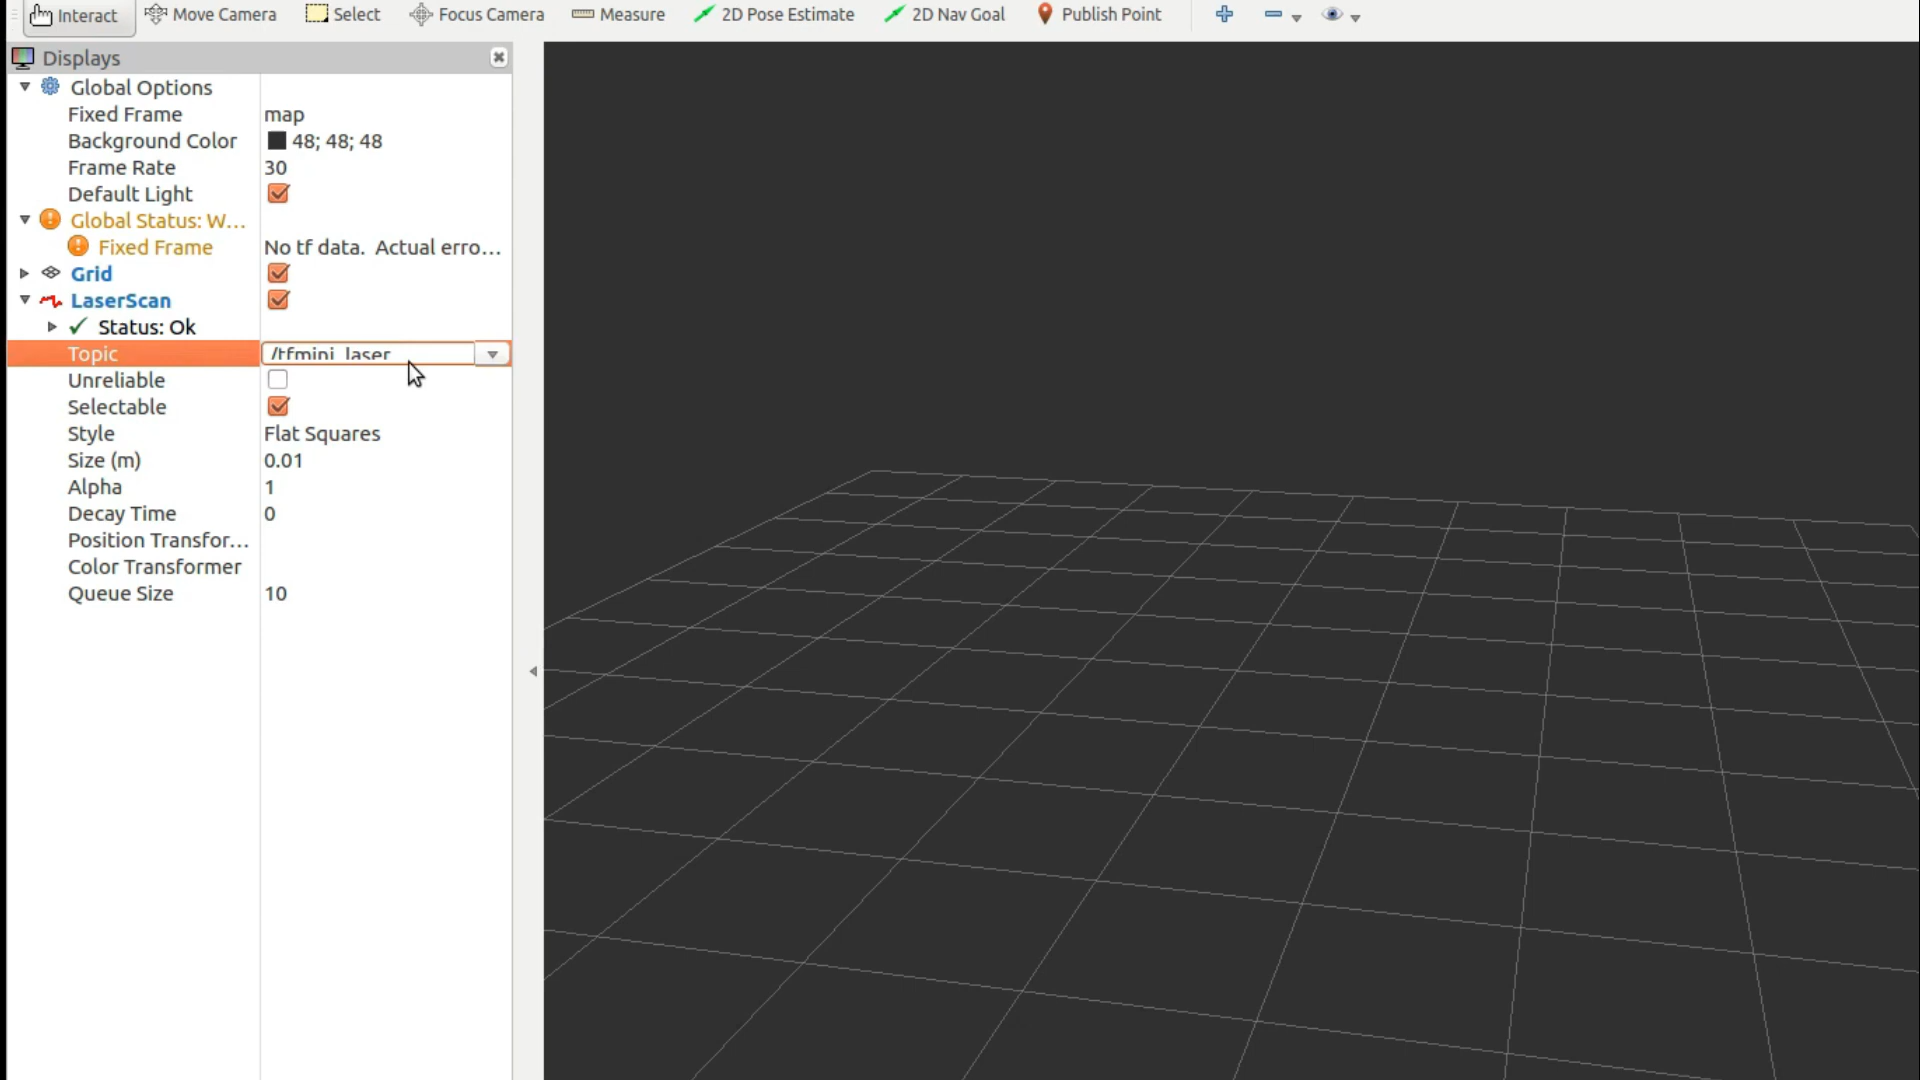 Interact Move Camera Select Focus Camera Measure 2D Pose Estimate 2D Nav Goal Publish Point
Displays
Global Options
Fixed Frame map
Background Color 48; 48; 48
Frame Rate 30
Default Light
Global Status: W...
Fixed Frame No tf data. Actual erro...
Grid
LaserScan
Status: Ok
Topic /tfmini_laser
Unreliable
Selectable
Style Flat Squares
Size (m) 0.01
Alpha 1
Decay Time 0
Position Transfor...
Color Transformer
Queue Size 10